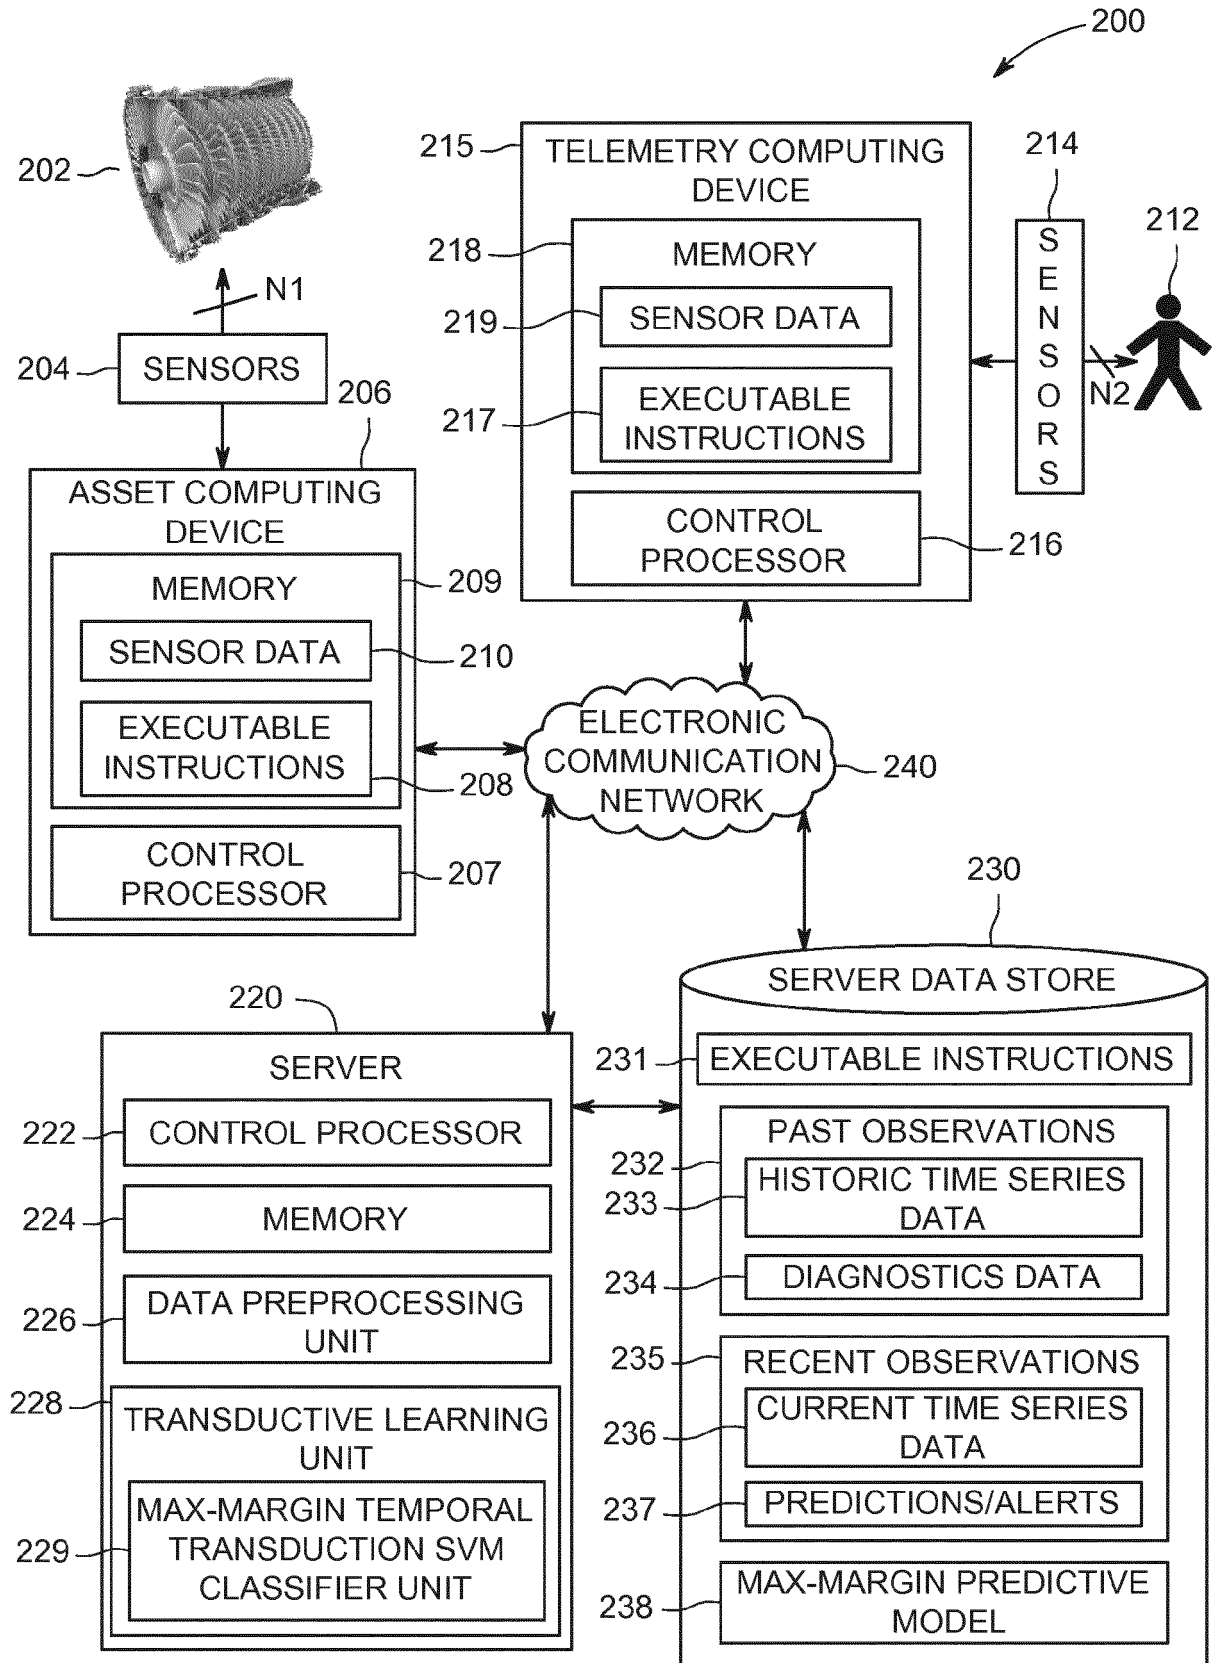 200
202
N1
204
SENSORS
206
ASSET COMPUTING
DEVICE
MEMORY
209
SENSOR DATA
210
EXECUTABLE
INSTRUCTIONS
208
CONTROL
PROCESSOR
207
215
TELEMETRY COMPUTING
DEVICE
218
MEMORY
219
SENSOR DATA
217
EXECUTABLE
INSTRUCTIONS
CONTROL
PROCESSOR
216
214
S
E
N
S
O
R
S
212
N2
ELECTRONIC
COMMUNICATION
NETWORK
240
220
SERVER
222
CONTROL PROCESSOR
224
MEMORY
226
DATA PREPROCESSING
UNIT
228
TRANSDUCTIVE LEARNING
UNIT
229
MAX-MARGIN TEMPORAL
TRANSDUCTION SVM
CLASSIFIER UNIT
230
SERVER DATA STORE
231
EXECUTABLE INSTRUCTIONS
PAST OBSERVATIONS
232
233
HISTORIC TIME SERIES
DATA
234
DIAGNOSTICS DATA
235
RECENT OBSERVATIONS
236
CURRENT TIME SERIES
DATA
237
PREDICTIONS/ALERTS
238
MAX-MARGIN PREDICTIVE
MODEL